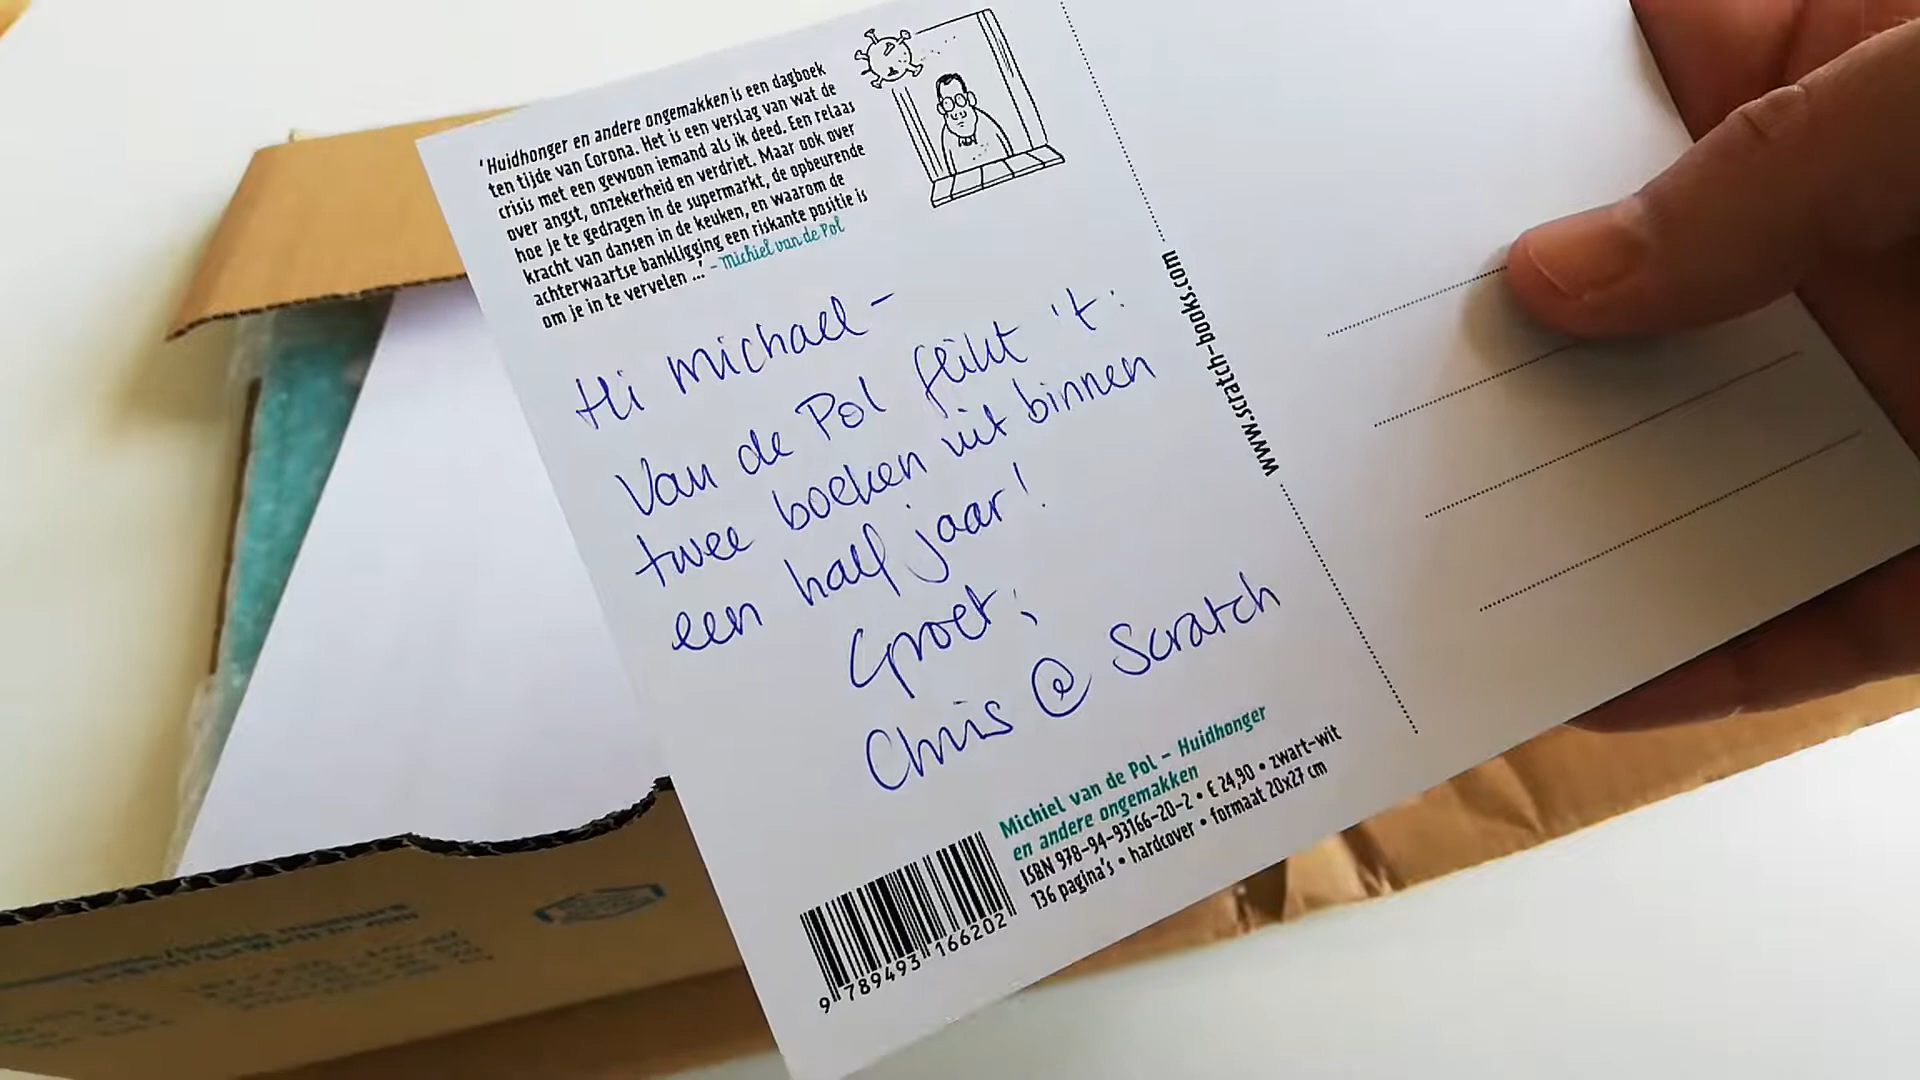 'Huidhonger en andere ongemakken is een dagboek
ten tijde van Corona. Het is een verslag van wat de
crisis met een gewoon iemand als ik deed. Een relaas
over angst, onzekerheid en verdriet. Maar ook over
hoe je te gedragen in de supermarkt, de opbeurende
kracht van dansen in de keuken, en waarom de
achterwaartse bankligging een riskante positie is
om je in te vervelen ...' - Michiel van de Pol
Hi Michael -
Van de Pol flikt 't:
twee boeken uit binnen
een half jaar!
Groet,
Chris @ Scratch
Michiel van de Pol - Huidhonger
en andere ongemakken
ISBN 978-94-93166-20-2 • € 24,90 • zwart-wit
136 pagina's • hardcover • formaat 20x27 cm
9 789493 166202
www.scratch-books.com